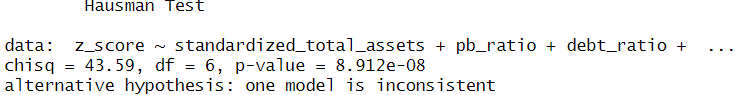 Hausman Test
data:  z_score ~ standardized_total_assets + pb_ratio + debt_ratio +  ...
chisq = 43.59, df = 6, p-value = 8.912e-08
alternative hypothesis: one model is inconsistent